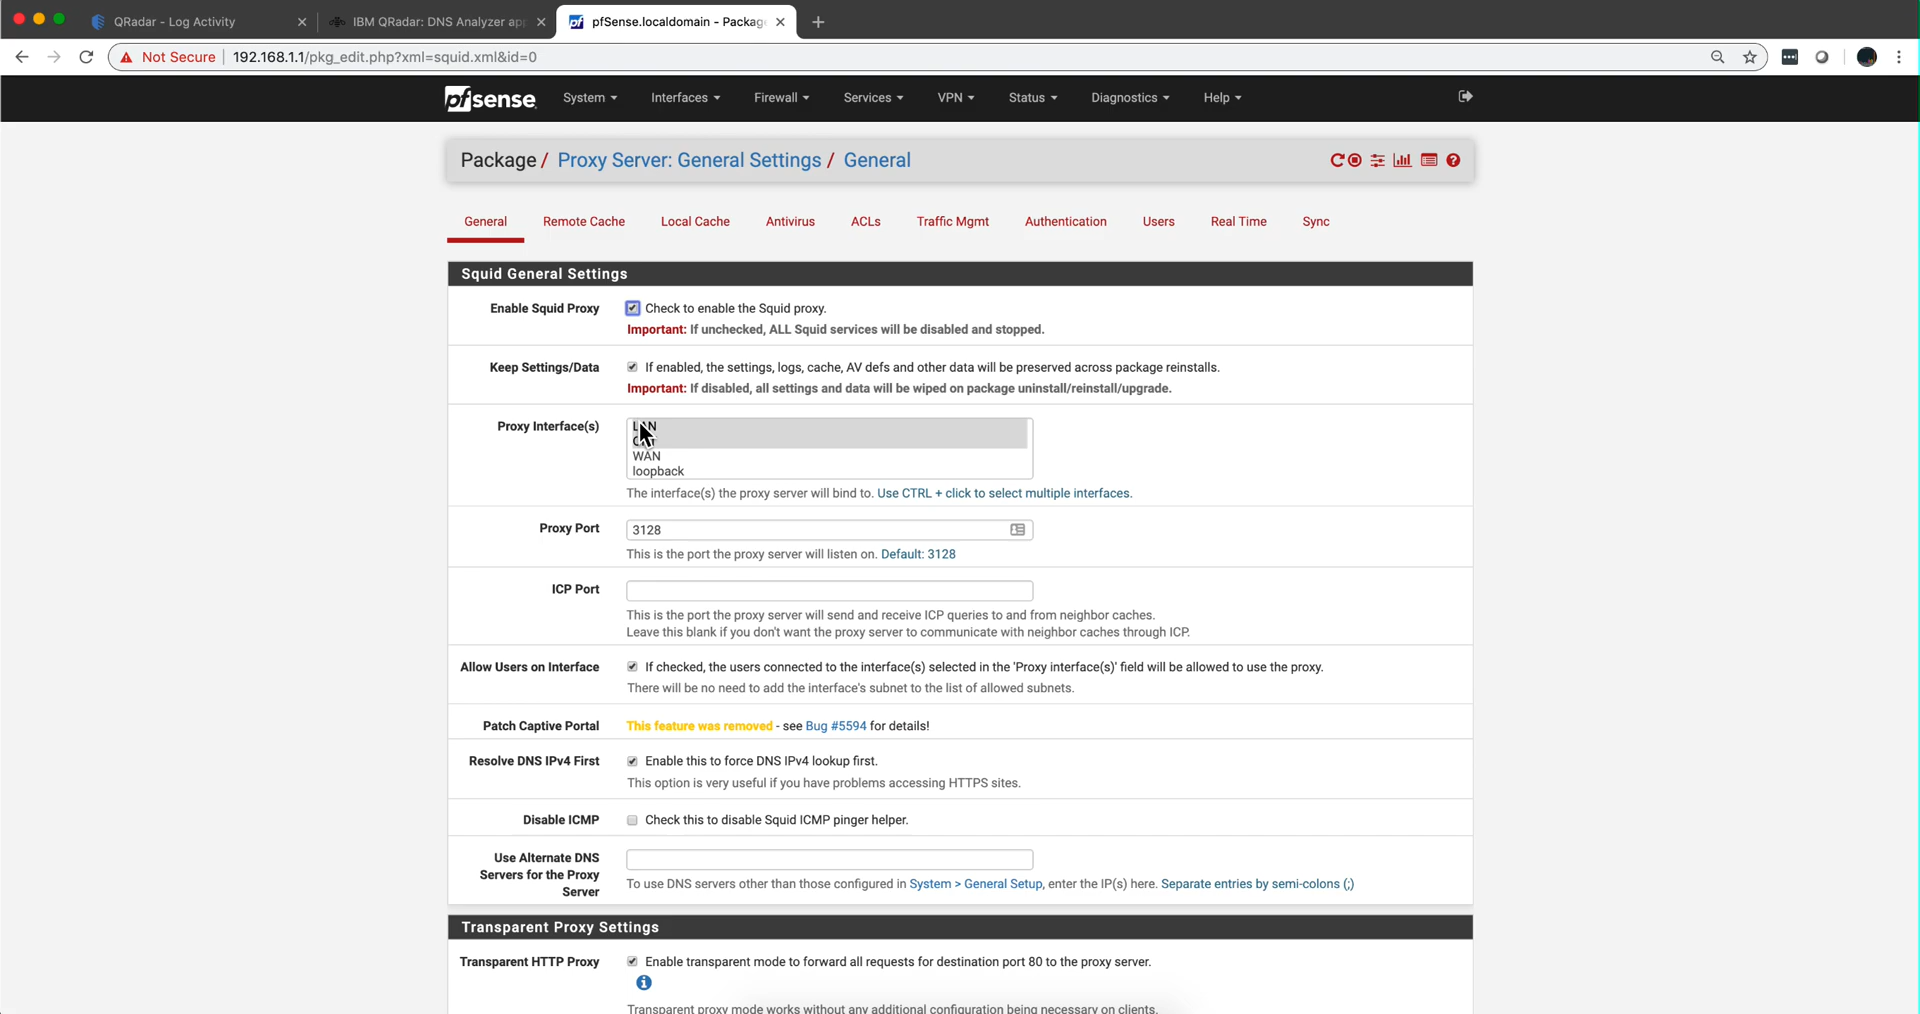 QRadar - Log Activity
IBM QRadar: DNS Analyzer app
pfSense.localdomain - Package
Not Secure
192.168.1.1/pkg_edit.php?xml=squid.xml&id=0
pfsense
System
Interfaces
Firewall
Services
VPN
Status
Diagnostics
Help
Package / Proxy Server: General Settings / General
General
Remote Cache
Local Cache
Antivirus
ACLs
Traffic Mgmt
Authentication
Users
Real Time
Sync
Squid General Settings
Enable Squid Proxy
Check to enable the Squid proxy.
Important: If unchecked, ALL Squid services will be disabled and stopped.
Keep Settings/Data
If enabled, the settings, logs, cache, AV defs and other data will be preserved across package reinstalls.
Important: If disabled, all settings and data will be wiped on package uninstall/reinstall/upgrade.
Proxy Interface(s)
LAN
WAN
loopback
The interface(s) the proxy server will bind to. Use CTRL + click to select multiple interfaces.
Proxy Port
3128
This is the port the proxy server will listen on. Default: 3128
ICP Port
This is the port the proxy server will send and receive ICP queries to and from neighbor caches.
Leave this blank if you don't want the proxy server to communicate with neighbor caches through ICP.
Allow Users on Interface
If checked, the users connected to the interface(s) selected in the 'Proxy interface(s)' field will be allowed to use the proxy.
There will be no need to add the interface's subnet to the list of allowed subnets.
Patch Captive Portal
This feature was removed - see Bug #5594 for details!
Resolve DNS IPv4 First
Enable this to force DNS IPv4 lookup first.
This option is very useful if you have problems accessing HTTPS sites.
Disable ICMP
Check this to disable Squid ICMP pinger helper.
Use Alternate DNS
Servers for the Proxy
Server
To use DNS servers other than those configured in System > General Setup, enter the IP(s) here. Separate entries by semi-colons (;)
Transparent Proxy Settings
Transparent HTTP Proxy
Enable transparent mode to forward all requests for destination port 80 to the proxy server.
Transparent proxy mode works without any additional configuration being necessary on clients.